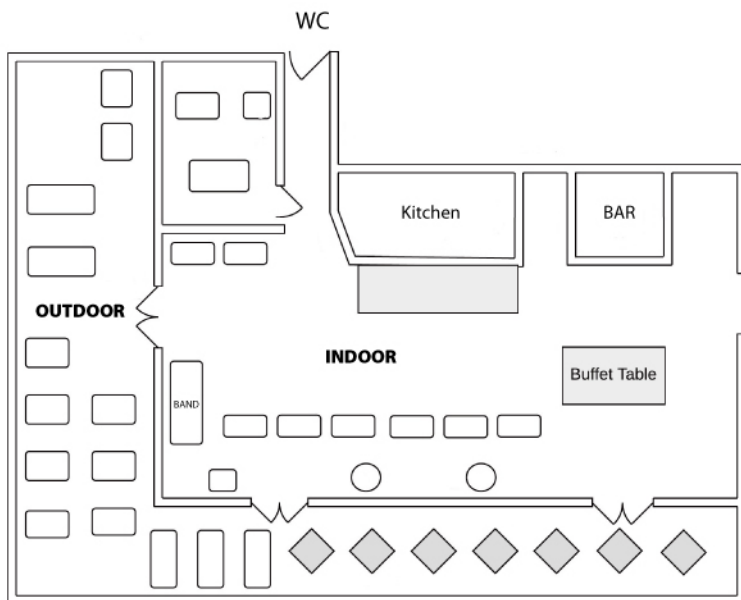 WC
Kitchen
BAR
OUTDOOR
INDOOR
Buffet Table
BAND